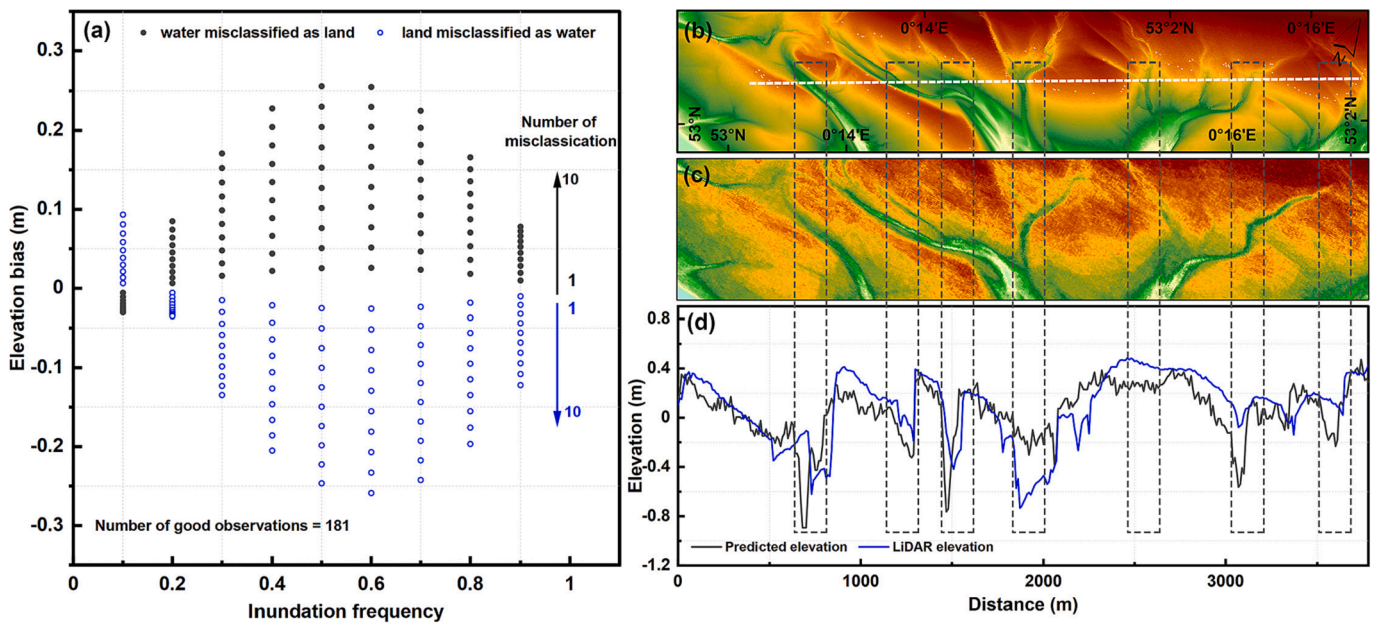 (a)
water misclassified as land
land misclassified as water
Number of
misclassication
10
1
1
10
0.3
0.2
0.1
0
-0.1
-0.2
-0.3
Elevation bias (m)
Number of good observations = 181
0 0.2 0.4 0.6 0.8 1
Inundation frequency
(b)
0°14'E
53°2'N
0°16'E
N
53°N
53°N
0°14'E
0°16'E
53°2'N
(c)
(d)
0.8
0.4
0
-0.4
-0.8
-1.2
Elevation (m)
Predicted elevation
LiDAR elevation
0 1000 2000 3000
Distance (m)